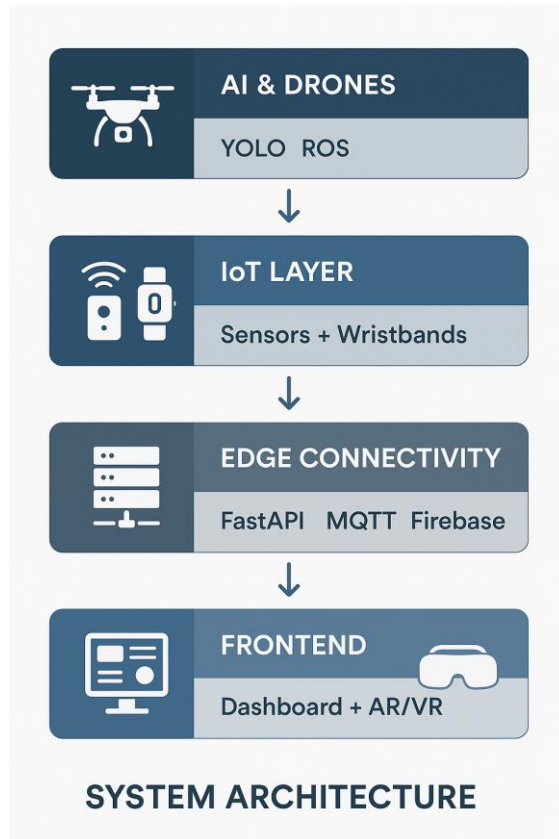 AI & DRONES
YOLO ROS
IoT LAYER
Sensors + Wristbands
EDGE CONNECTIVITY
FastAPI MQTT Firebase
FRONTEND
Dashboard + AR/VR
SYSTEM ARCHITECTURE